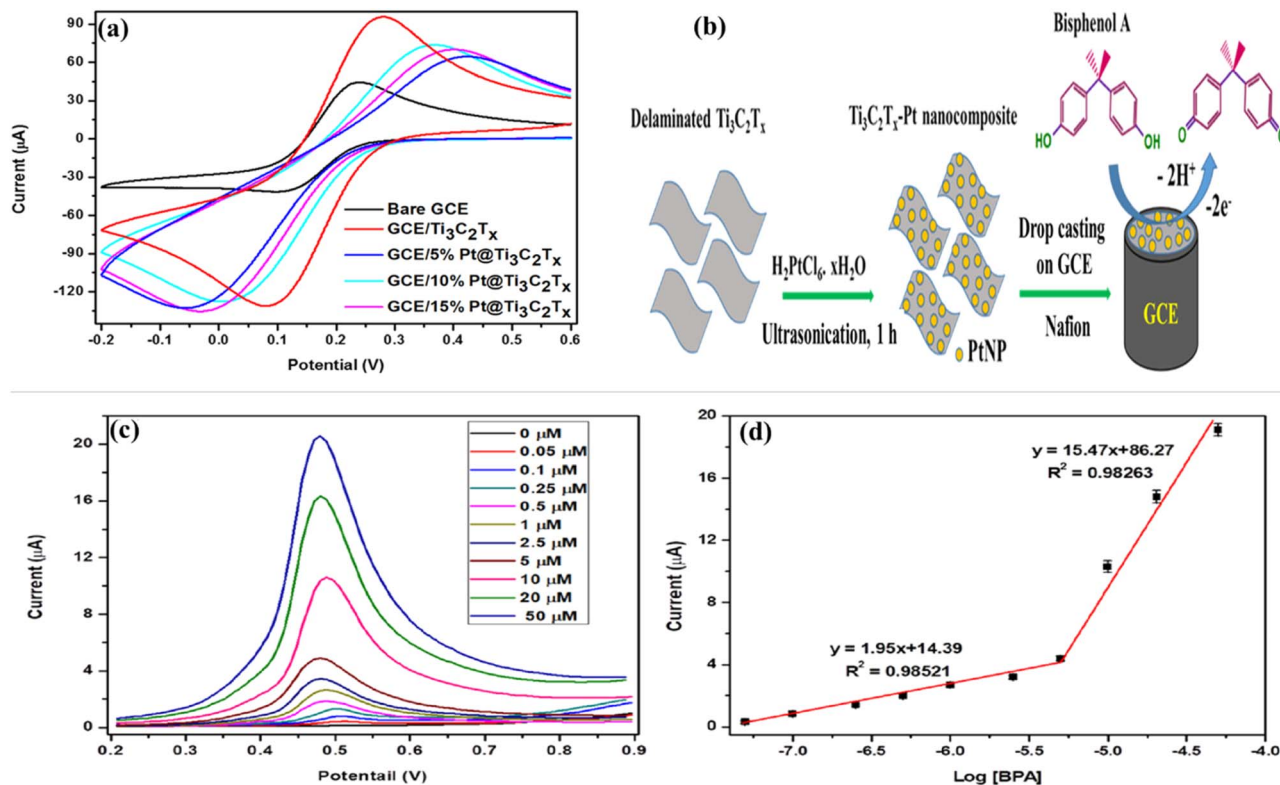 (a)
90
60
30
0
-30
-60
-90
-120
Current (µA)
Bare GCE
GCE/Ti₃C₂Tₓ
GCE/5% Pt@Ti₃C₂Tₓ
GCE/10% Pt@Ti₃C₂Tₓ
GCE/15% Pt@Ti₃C₂Tₓ
-0.2 -0.1 0.0 0.1 0.2 0.3 0.4 0.5 0.6
Potential (V)
(b)
Bisphenol A
HO OH O O
Delaminated Ti₃C₂Tₓ
Ti₃C₂Tₓ-Pt nanocomposite
- 2H⁺
-2e⁻
H₂PtCl₆. xH₂O
Ultrasonication, 1 h
PtNP
Drop casting
on GCE
Nafion
GCE
(c)
20
16
12
8
4
0
Current (µA)
0 µM
0.05 µM
0.1 µM
0.25 µM
0.5 µM
1 µM
2.5 µM
5 µM
10 µM
20 µM
50 µM
0.2 0.3 0.4 0.5 0.6 0.7 0.8 0.9
Potentail (V)
(d)
20
16
12
8
4
0
Current (µA)
y = 15.47x+86.27
R² = 0.98263
y = 1.95x+14.39
R² = 0.98521
-7.0 -6.5 -6.0 -5.5 -5.0 -4.5 -4.0
Log [BPA]